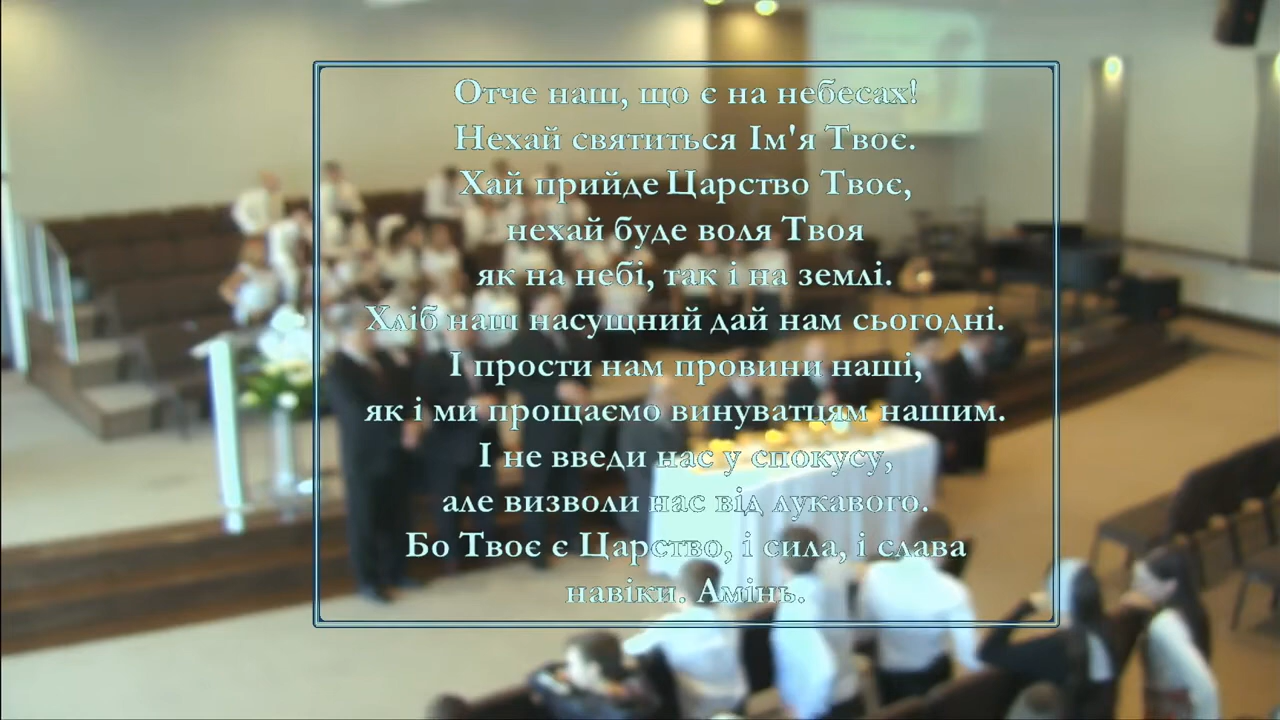 Отче наш, що є на небесах!
Нехай святиться Ім'я Твоє.
Хай прийде Царство Твоє,
нехай буде воля Твоя
як на небі, так і на землі.
Хліб наш насущний дай нам сьогодні.
І прости нам провини наші,
як і ми прощаємо винуватцям нашим.
І не введи нас у спокусу,
але визволи нас від лукавого.
Бо Твоє є Царство, і сила, і слава
навіки. Амінь.